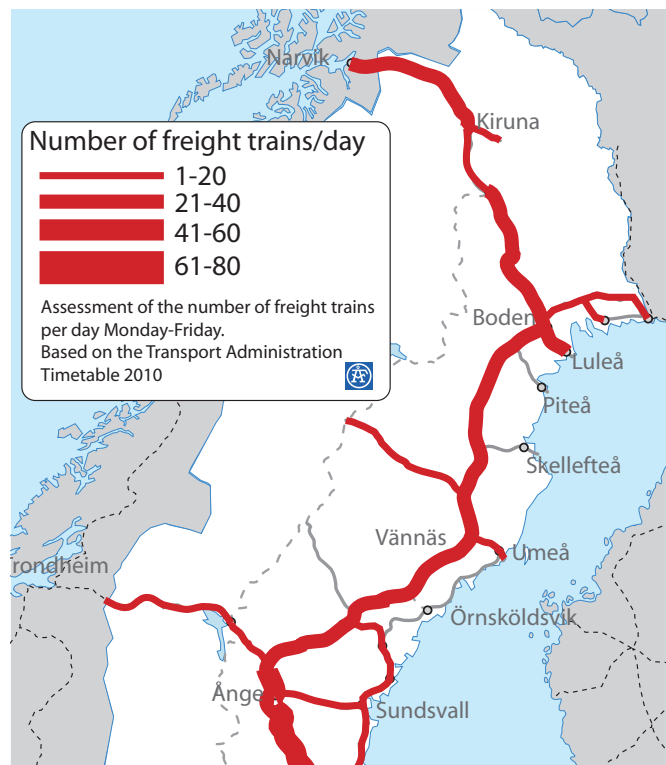 Narvik
Kiruna
Number of freight trains/day
1-20
21-40
41-60
61-80
Assessment of the number of freight trains
per day Monday-Friday.
Based on the Transport Administration
Timetable 2010
ÅF
Boden
Luleå
Piteå
Skellefteå
Vännäs
Umeå
rondheim
Örnsköldsvik
Ånge
Sundsvall